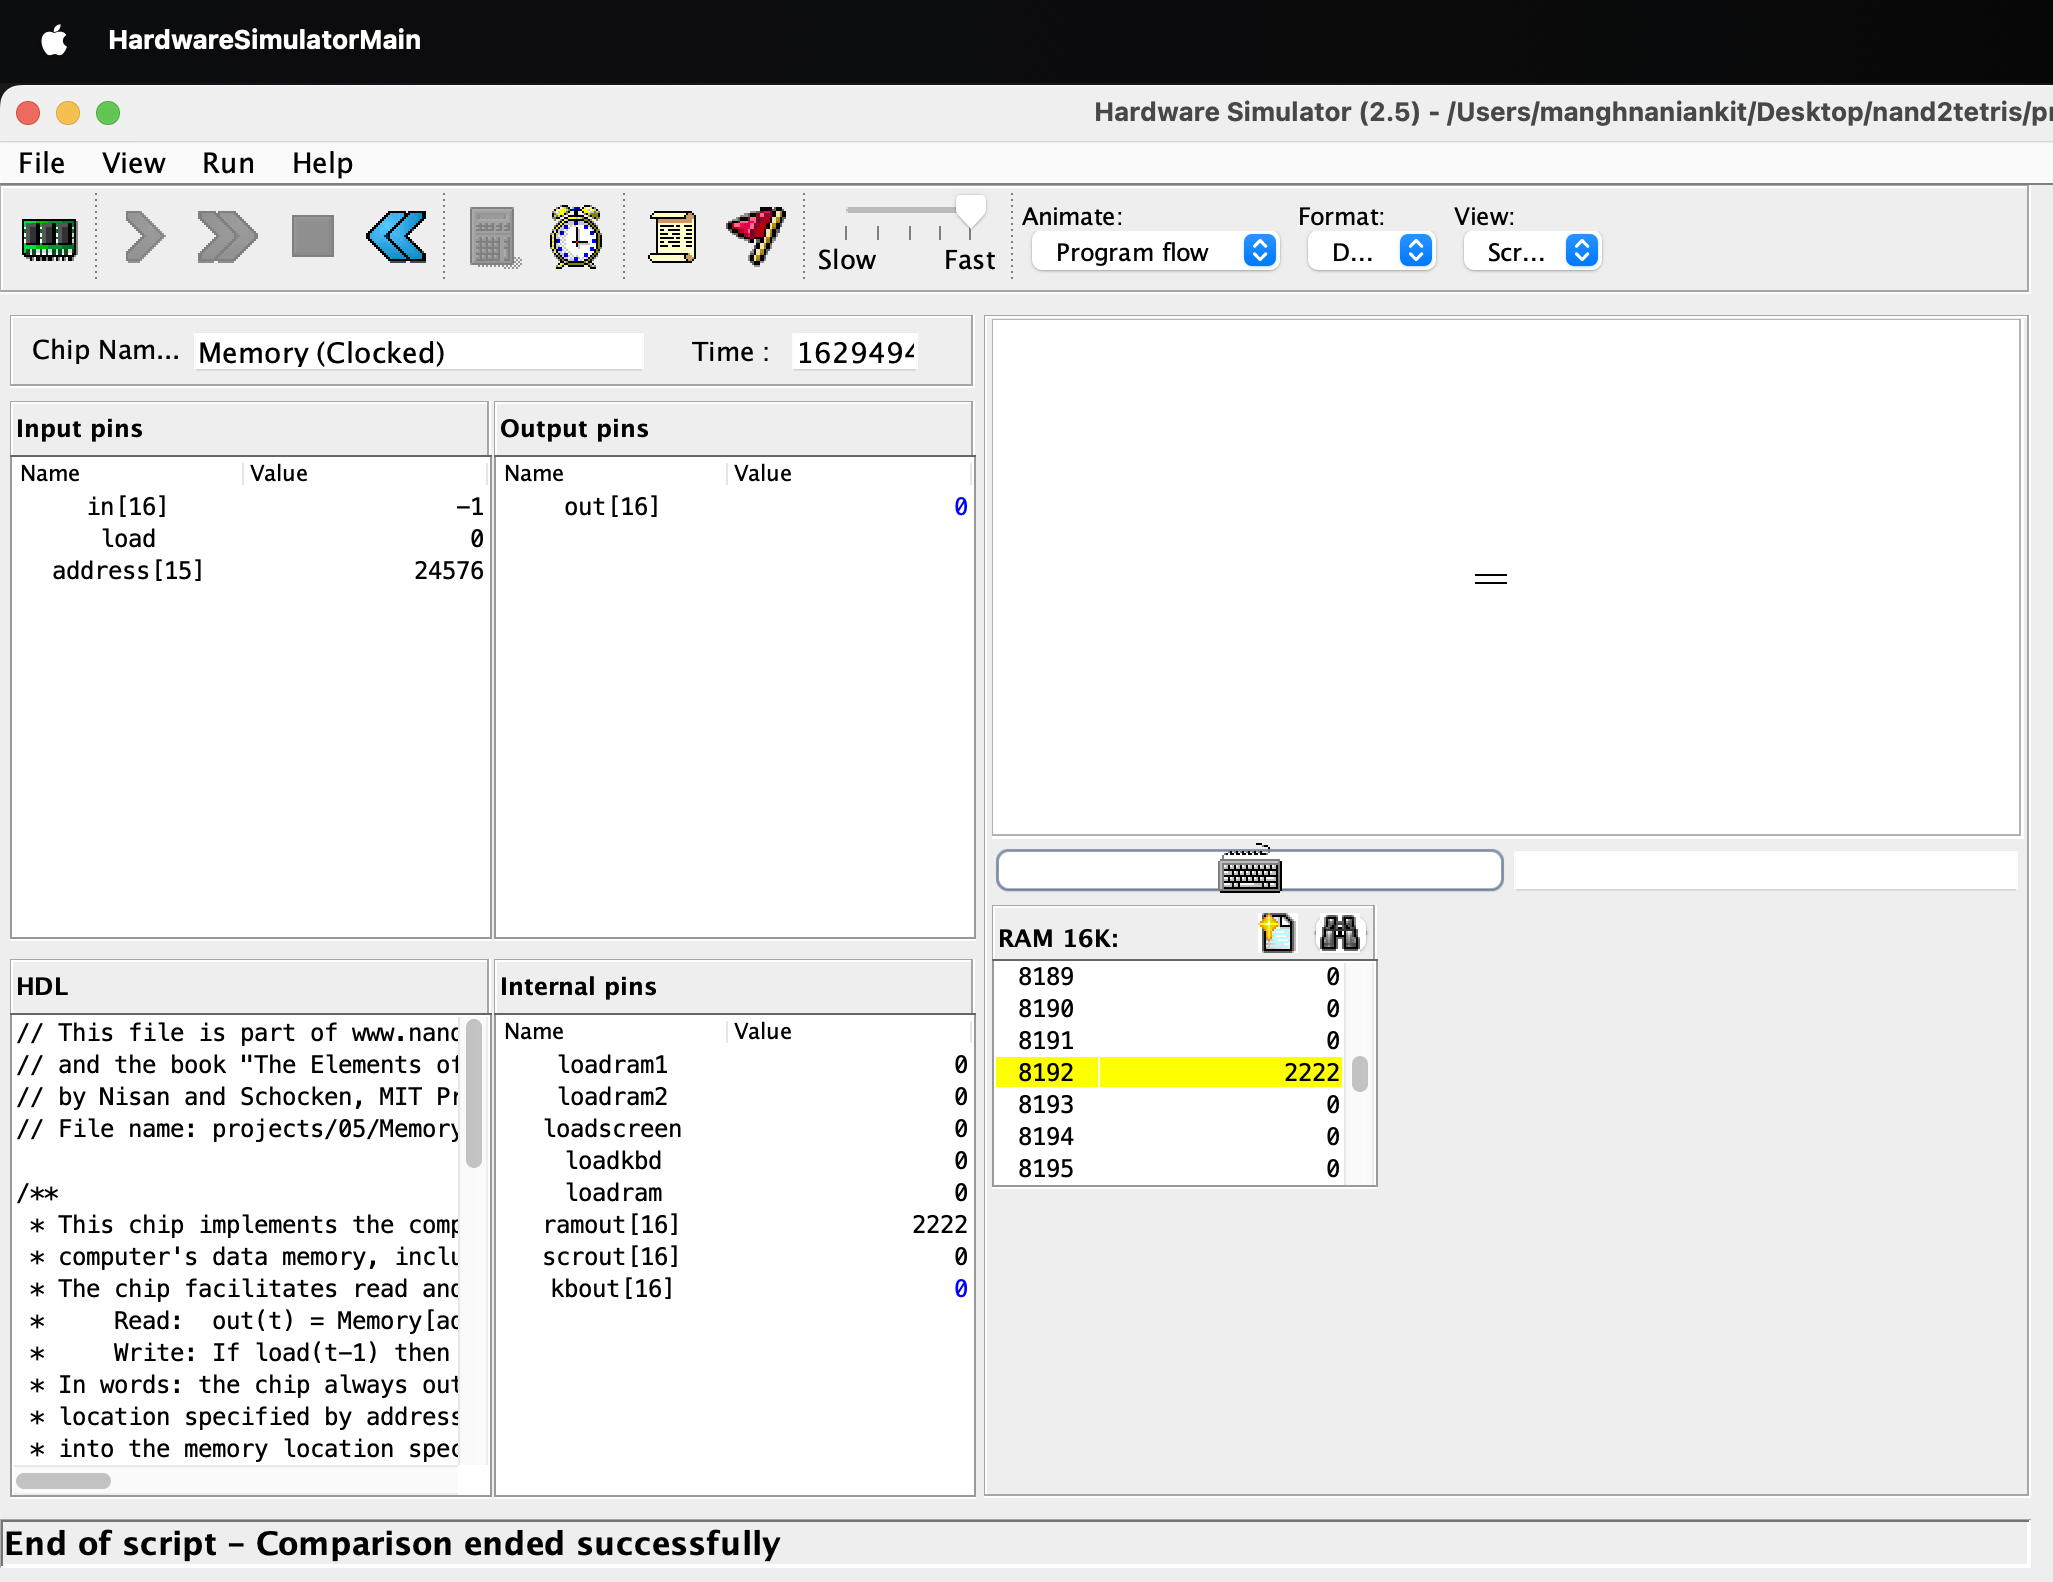 HardwareSimulatorMain
Hardware Simulator (2.5) - /Users/manghnaniankit/Desktop/nand2tetris/pr
File View Run Help
Slow Fast
Animate: Format: View:
Program flow D... Scr...
Chip Nam... Memory (Clocked) Time : 1629494
Input pins
Name Value
in[16] -1
load 0
address[15] 24576
Output pins
Name Value
out[16] 0
HDL
// This file is part of www.nand
// and the book "The Elements of
// by Nisan and Schocken, MIT Pr
// File name: projects/05/Memory
/**
* This chip implements the comp
* computer's data memory, inclu
* The chip facilitates read and
* Read: out(t) = Memory[ad
* Write: If load(t-1) then
* In words: the chip always out
* location specified by address
* into the memory location spec
Internal pins
Name Value
loadram1 0
loadram2 0
loadscreen 0
loadkbd 0
loadram 0
ramout[16] 2222
scrout[16] 0
kbout[16] 0
RAM 16K:
8189 0
8190 0
8191 0
8192 2222
8193 0
8194 0
8195 0
End of script - Comparison ended successfully